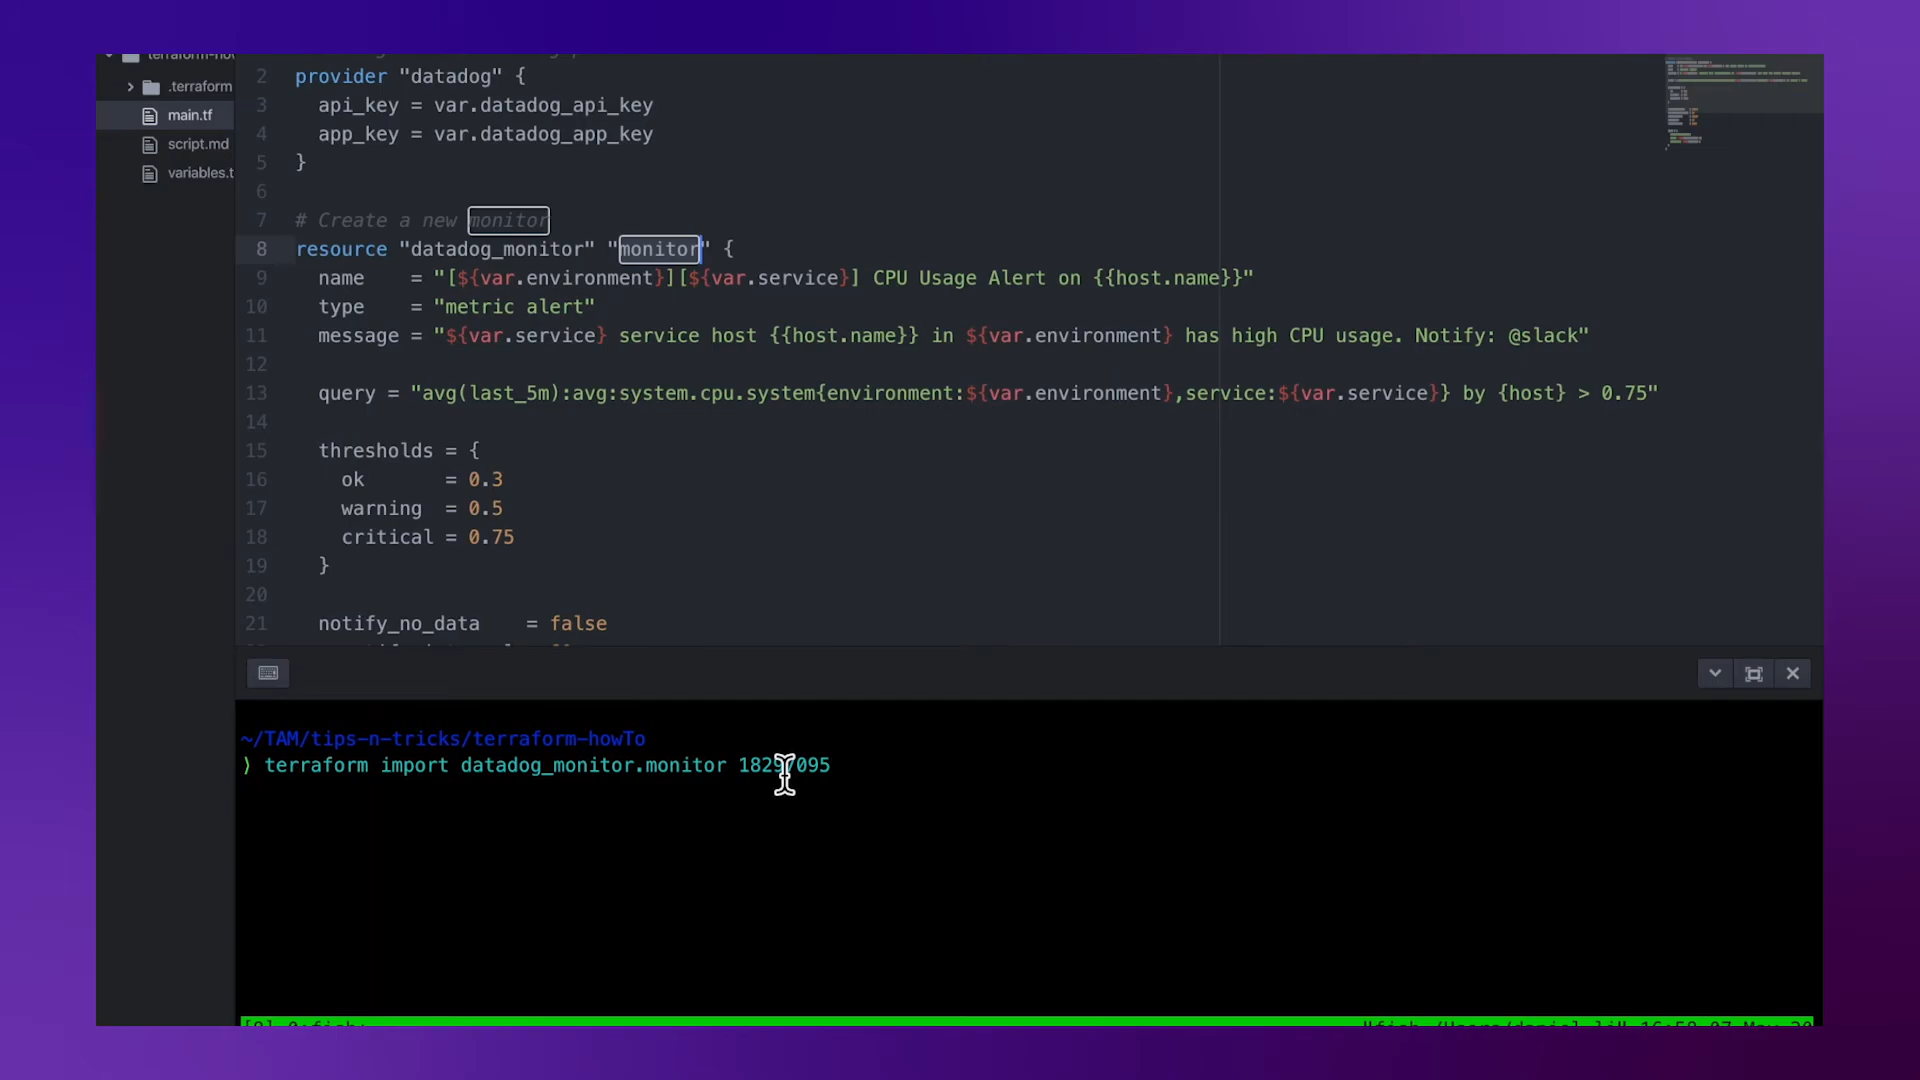 .terraform
main.tf
script.md
variables.t
2 provider "datadog" {
3 api_key = var.datadog_api_key
4 app_key = var.datadog_app_key
5 }
6
7 # Create a new monitor
8 resource "datadog_monitor" "monitor" {
9 name = "[${var.environment}][${var.service}] CPU Usage Alert on {{host.name}}"
10 type = "metric alert"
11 message = "${var.service} service host {{host.name}} in ${var.environment} has high CPU usage. Notify: @slack"
12
13 query = "avg(last_5m):avg:system.cpu.system{environment:${var.environment},service:${var.service}} by {host} > 0.75"
14
15 thresholds = {
16 ok = 0.3
17 warning = 0.5
18 critical = 0.75
19 }
20
21 notify_no_data = false
~/TAM/tips-n-tricks/terraform-howTo
⟩ terraform import datadog_monitor.monitor 18297095